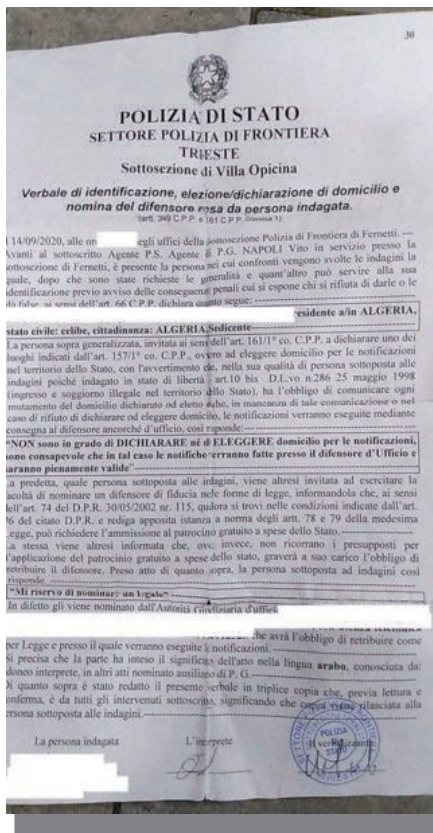 30
POLIZIA DI STATO
SETTORE POLIZIA DI FRONTIERA
TRIESTE
Sottosezione di Villa Opicina
Verbale di identificazione, elezione/dichiarazione di domicilio e
nomina del difensore resa da persona indagata.
(artt. 349 C.P.P. e 161 C.P.P.
14/09/2020, alle ore egli uffici della sottosezione Polizia di Frontiera di Fernetti. ---
Avanti al sottoscritto Agente P.S. Agente di P.G. NAPOLI Vito in servizio presso la
sottosezione di Fernetti, è presente la persona nei cui confronti vengono svolte le indagini la
quale, dopo che sono state richieste le generalità e quant'altro può servire alla sua
identificazione previo avviso delle conseguenze penali cui si espone chi si rifiuta di darle o le
dà false, ai sensi dell'art. 66 C.P.P. dichiara quanto segue:
residente a/in ALGERIA,
stato civile: celibe, cittadinanza: ALGERIA,Sedicente
La persona sopra generalizzata, invitata ai sensi dell'art. 161/1° co. C.P.P. a dichiarare uno dei
luoghi indicati dall'art. 157/1° co. C.P.P., ovvero ad eleggere domicilio per le notificazioni
nel territorio dello Stato, con l'avvertimento che, nella sua qualità di persona sottoposta alle
indagini poiché indagato in stato di libertà art.10 bis D.L.vo n.286 25 maggio 1998
(ingresso e soggiorno illegale nel territorio dllo Stato), ha l'obbligo di comunicare ogni
mutamento del domicilio dichiarato od eletto e che, in mancanza di tale comunicazione o nel
caso di rifiuto di dichiarare od eleggere domicilio, le notificazioni verranno eseguite mediante
consegna al difensore ancorché d'ufficio, così risponde:
"NON sono in grado di DICHIARARE né di ELEGGERE domicilio per le notificazioni,
sono consapevole che in tal caso le notifiche verranno fatte presso il difensore d'Ufficio e
saranno pienamente valide"
La predetta, quale persona sottoposta alle indagini, viene altresì invitata ad esercitare la
facoltà di nominare un difensore di fiducia nelle forme di legge, informandola che, ai sensi
dell'art. 74 del D.P.R. 30/05/2002 nr. 115, qudora si trovi nelle condizioni indicate dall'art.
76 del citato D.P.R. e rediga apposita istanza a norma degli artt. 78 e 79 della medesima
Legge, può richiedere l'ammissione al patrocinio gratuito a spese dello Stato.
La stessa viene altresì informata che, ove invece, non ricorrano i presupposti per
l'applicazione del patrocinio gratuito a spese dello stato, graverà a suo carico l'obbligo di
retribuire il difensore. Preso atto di quanto sopra, la persona sottoposta ad indagini così
risponde
"Mi riservo di nominare un legale"
In difetto gli viene nominato dall'Autorità Giudiziaria d'ufficio
che avrà l'obbligo di retribuire come
per Legge e presso il quale verranno eseguite le notificazioni.
Si precisa che la parte ha inteso il significato dell'atto nella lingua arabo, conosciuta da:
idoneo interprete, in altri atti nominato ausiliario di P. G.
Di quanto sopra è stato redatto il presente verbale in triplice copia che, previa lettura e
conferma, è da tutti gli intervenuti sottoscritto, significando che copia viene rilasciata alla
persona sottoposta alle indagini.
La persona indagata L'interprete Il verbalizzante
POLIZIA
STATO